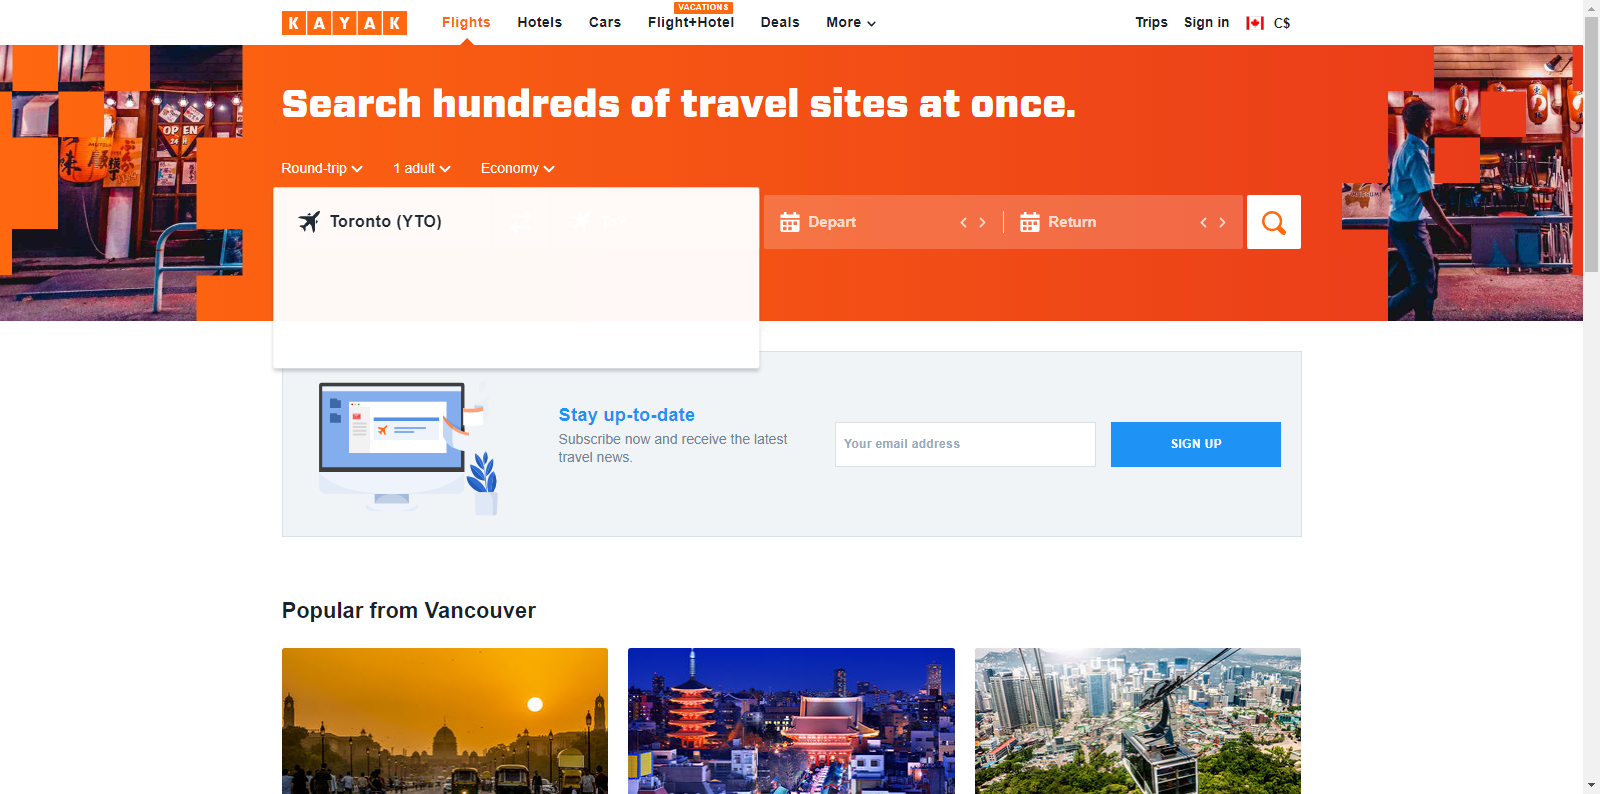 KAYAK
Flights
Hotels
Cars
VACATIONS
Flight+Hotel
Deals
More
Trips
Sign in
C$
Search hundreds of travel sites at once.
Round-trip
1 adult
Economy
Toronto (YTO)
Depart
Return
OPEN
Stay up-to-date
Subscribe now and receive the latest
travel news.
Your email address
SIGN UP
Popular from Vancouver